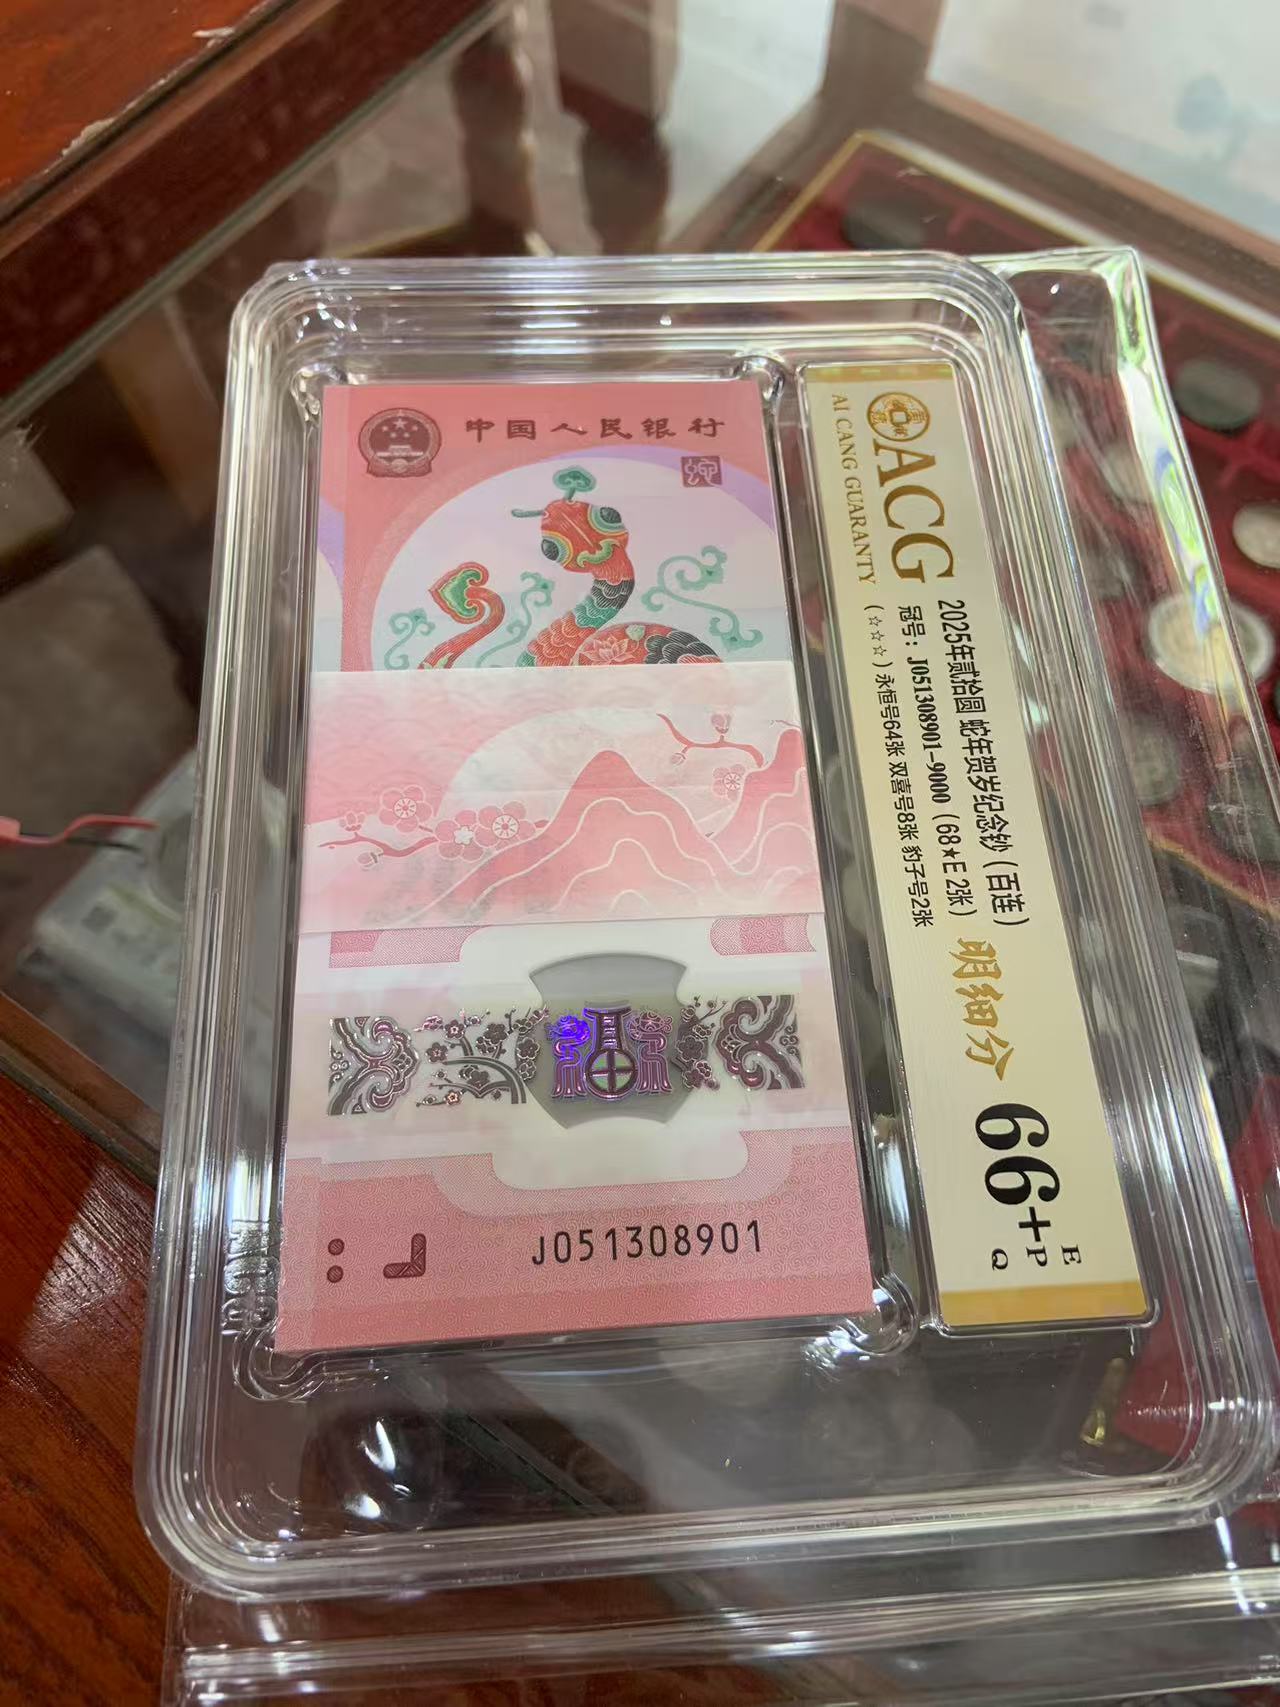 中国人民银行
福
J051308901
ACG
AI CANG GUARANTY
2025年贰拾圆 蛇年贺岁纪念钞（百连）
冠号：J051308901-9000（68★E 2张）
（☆☆☆）永恒号64张 双喜号8张 豹子号2张
明细分
66+
E
P
Q